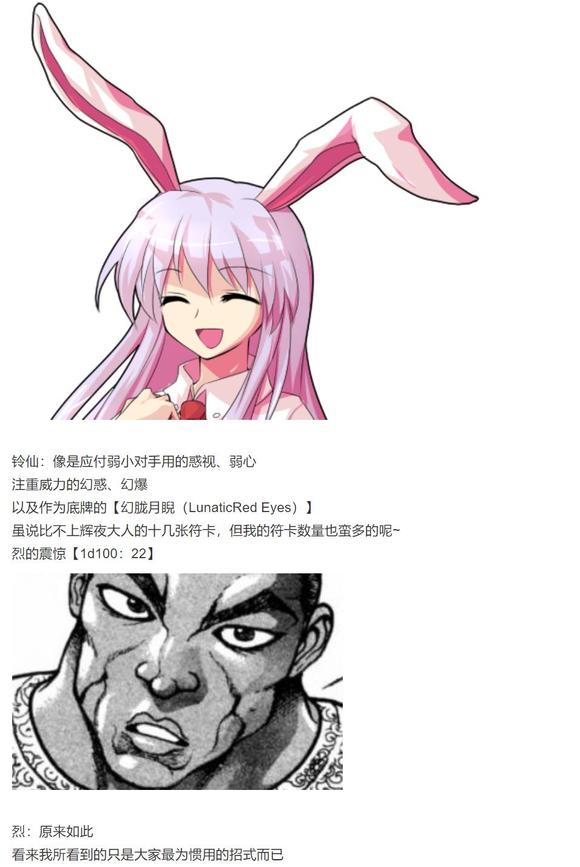 铃仙：像是应付弱小对手用的惑视、弱心
注重威力的幻惑、幻爆
以及作为底牌的【幻胧月睨（LunaticRed Eyes）】
虽说比不上辉夜大人的十几张符卡，但我的符卡数量也蛮多的呢~
烈的震惊【1d100：22】
烈：原来如此
看来我所看到的只是大家最为惯用的招式而已